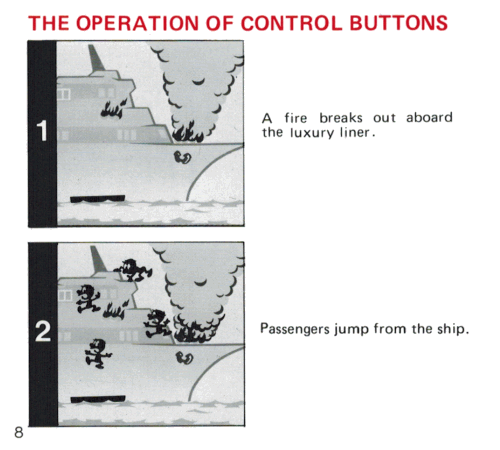 THE OPERATION OF CONTROL BUTTONS
1
A fire breaks out aboard
the luxury liner.
2
Passengers jump from the ship.
8